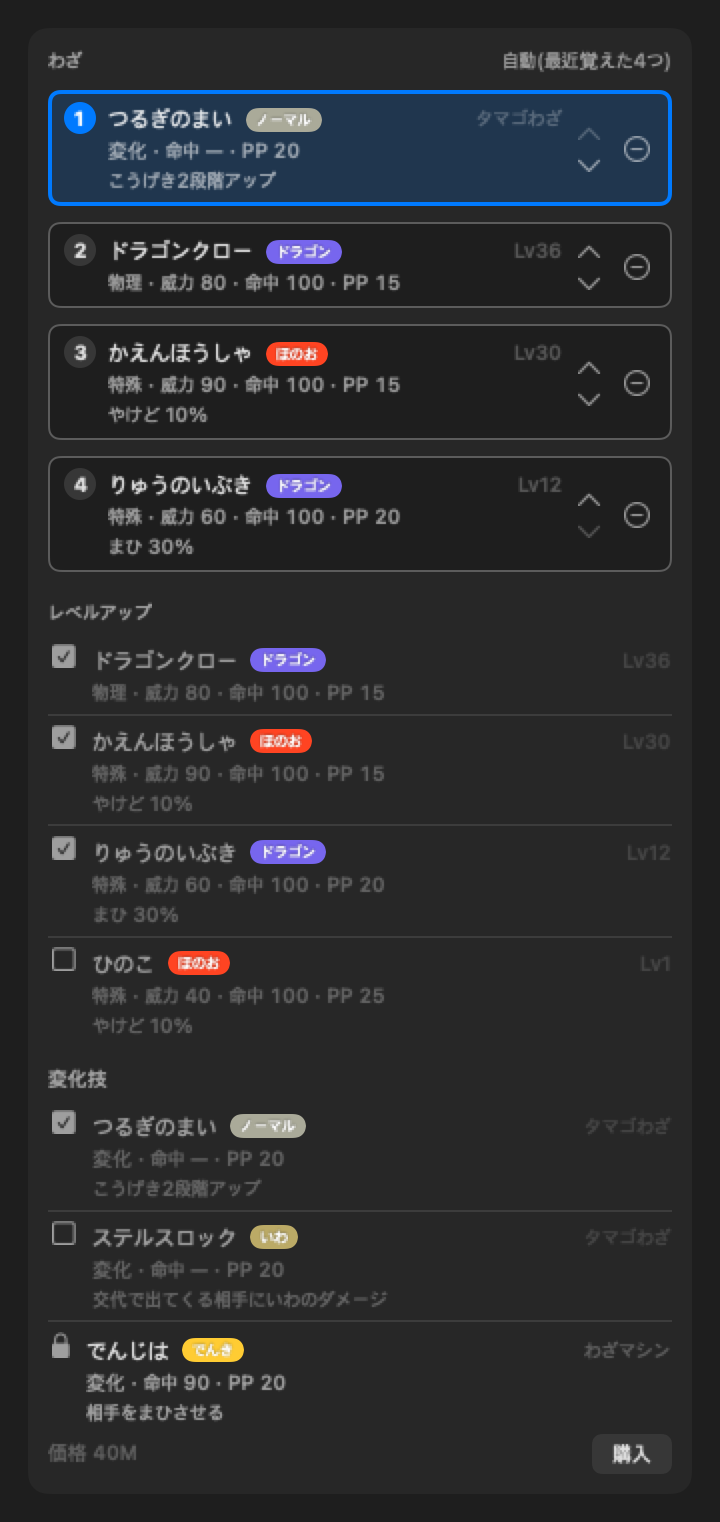 わざ 自動(最近覚えた4つ)
1 つるぎのまい ノーマル タマゴわざ
変化・命中 ー・PP 20
こうげき2段階アップ
2 ドラゴンクロー ドラゴン Lv36
物理・威力 80・命中 100・PP 15
3 かえんほうしゃ ほのお Lv30
特殊・威力 90・命中 100・PP 15
やけど 10%
4 りゅうのいぶき ドラゴン Lv12
特殊・威力 60・命中 100・PP 20
まひ 30%
レベルアップ
ドラゴンクロー ドラゴン Lv36
物理・威力 80・命中 100・PP 15
かえんほうしゃ ほのお Lv30
特殊・威力 90・命中 100・PP 15
やけど 10%
りゅうのいぶき ドラゴン Lv12
特殊・威力 60・命中 100・PP 20
まひ 30%
ひのこ ほのお Lv1
特殊・威力 40・命中 100・PP 25
やけど 10%
変化技
つるぎのまい ノーマル タマゴわざ
変化・命中 ー・PP 20
こうげき2段階アップ
ステルスロック いわ タマゴわざ
変化・命中 ー・PP 20
交代で出てくる相手にいわのダメージ
でんじは でんき わざマシン
変化・命中 90・PP 20
相手をまひさせる
価格 40M 購入